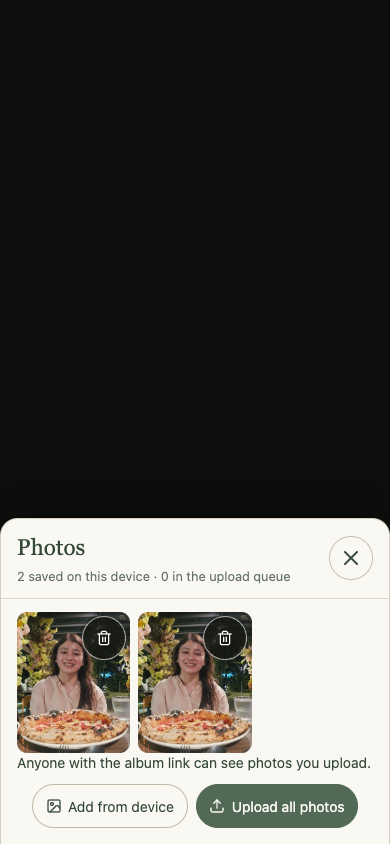 Photos
2 saved on this device · 0 in the upload queue
Anyone with the album link can see photos you upload.
Add from device
Upload all photos